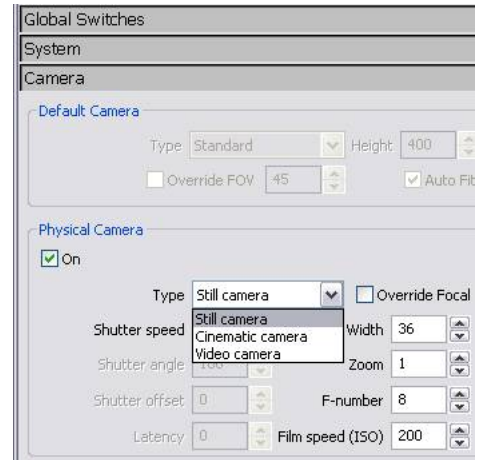 Global Switches
System
Camera
Default Camera
Type Standard Height 400
Override FOV 45 Auto Fit
Physical Camera
On
Type Still camera Override Focal
Still camera
Shutter speed Width 36
Cinematic camera
Video camera
Shutter angle Zoom 1
Shutter offset 0 F-number 8
Latency 0 Film speed (ISO) 200